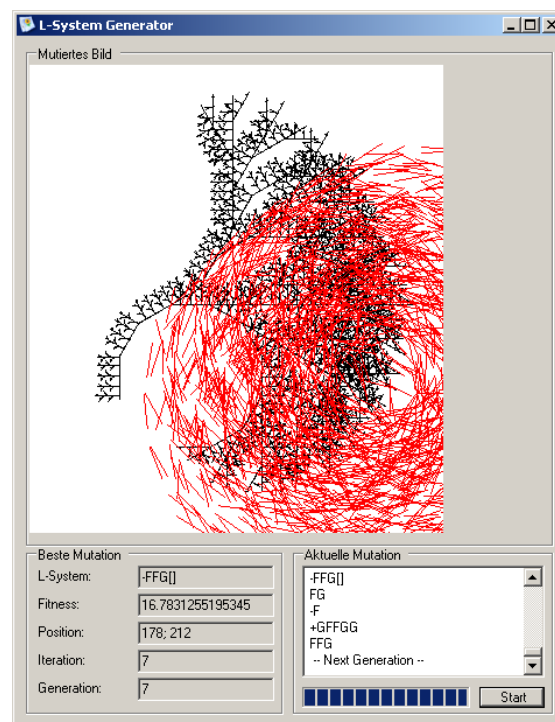 L-System Generator
Mutiertes Bild
Beste Mutation
L-System: -FFG[]
Fitness: 16.7831255195345
Position: 178; 212
Iteration: 7
Generation: 7
Aktuelle Mutation
-FFG[]
FG
-F
+GFFGG
FFG
-- Next Generation --
Start